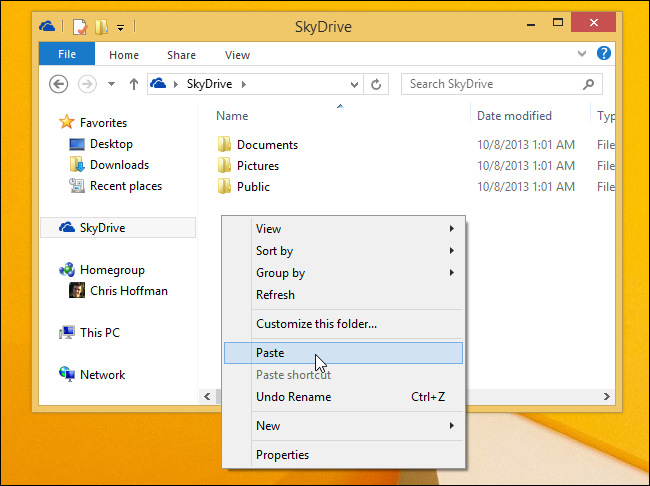 SkyDrive
File Home Share View
SkyDrive Search SkyDrive
Name Date modified Ty
Favorites
Desktop
Downloads
Recent places
SkyDrive
Homegroup
Chris Hoffman
This PC
Network
Documents 10/8/2013 1:01 AM File
Pictures 10/8/2013 1:01 AM File
Public 10/8/2013 1:01 AM File
View
Sort by
Group by
Refresh
Customize this folder...
Paste
Paste shortcut
Undo Rename Ctrl+Z
New
Properties